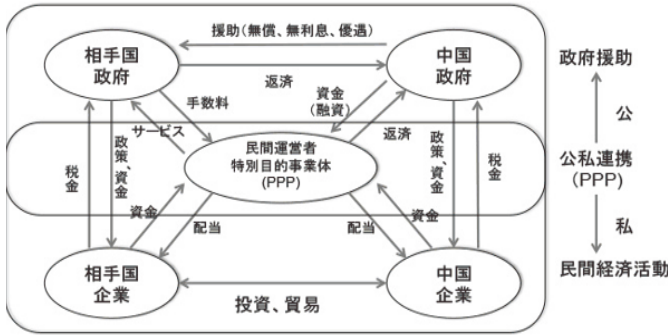 援助(無償、無利息、優遇)
相手国
政府
中国
政府
政府援助
返済
手数料
資金
(融資)
公
サービス
返済
民間運営者
特別目的事業体
(PPP)
公私連携
(PPP)
税金
政策、資金
政策、資金
税金
資金
資金
配当
配当
私
相手国
企業
中国
企業
民間経済活動
投資、貿易